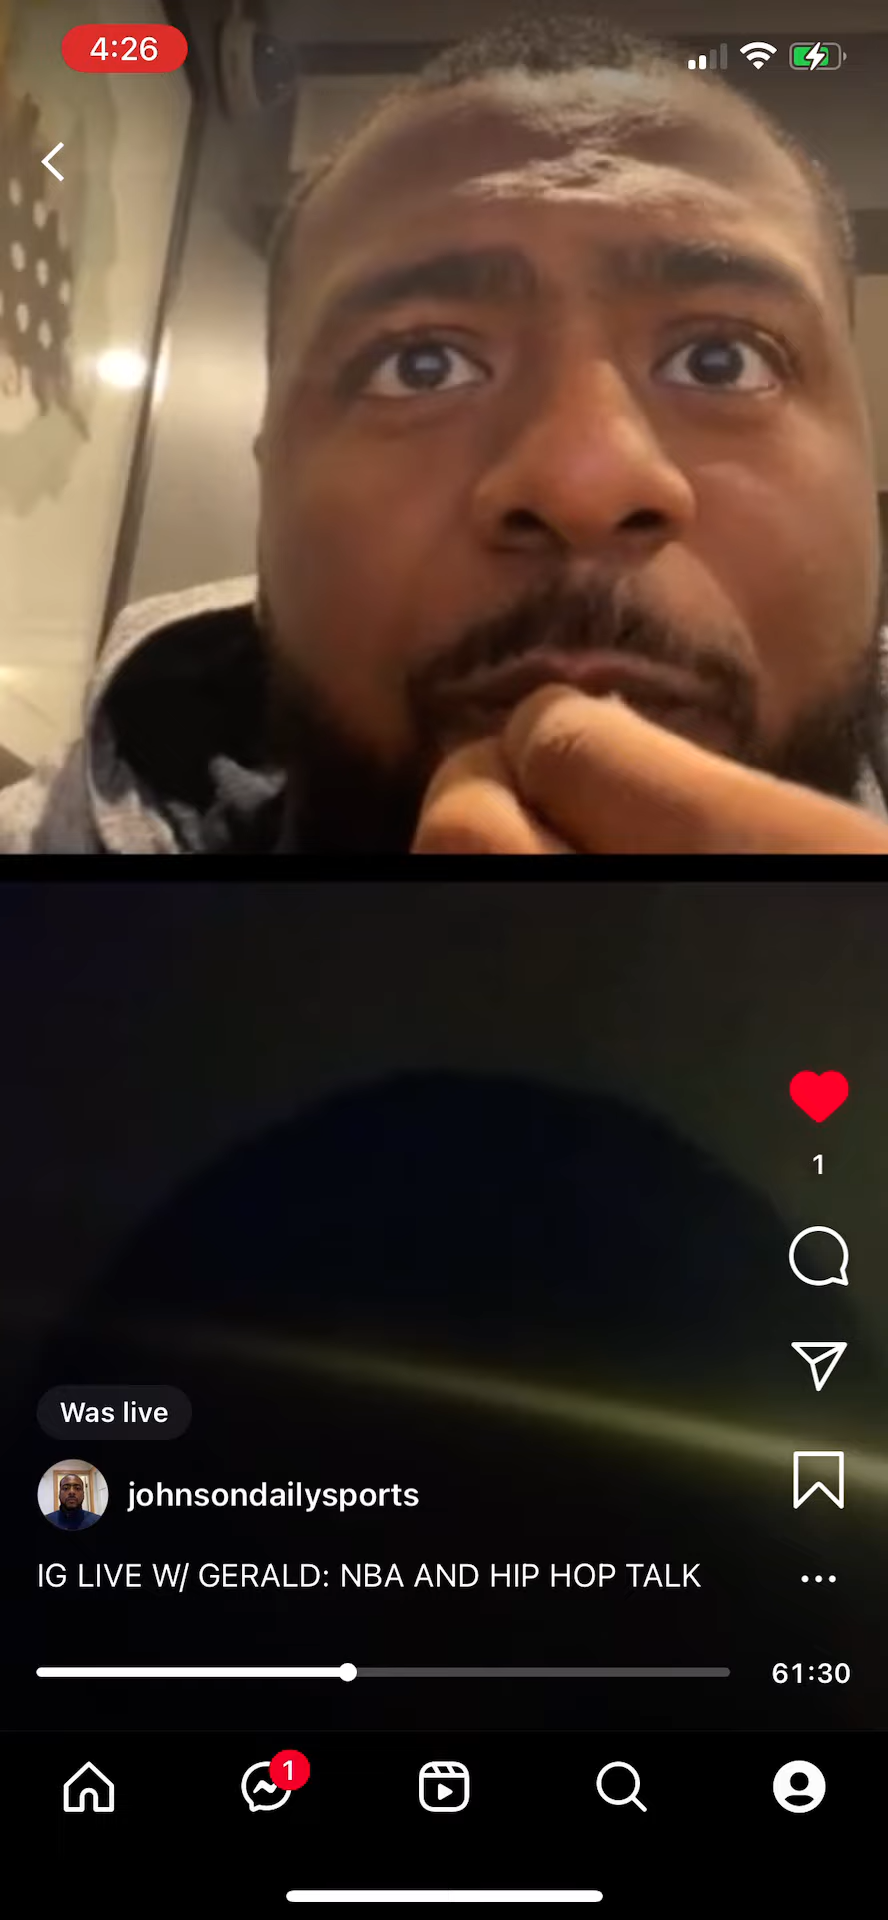 4:26
1
Was live
johnsondailysports
IG LIVE W/ GERALD: NBA AND HIP HOP TALK
61:30
1